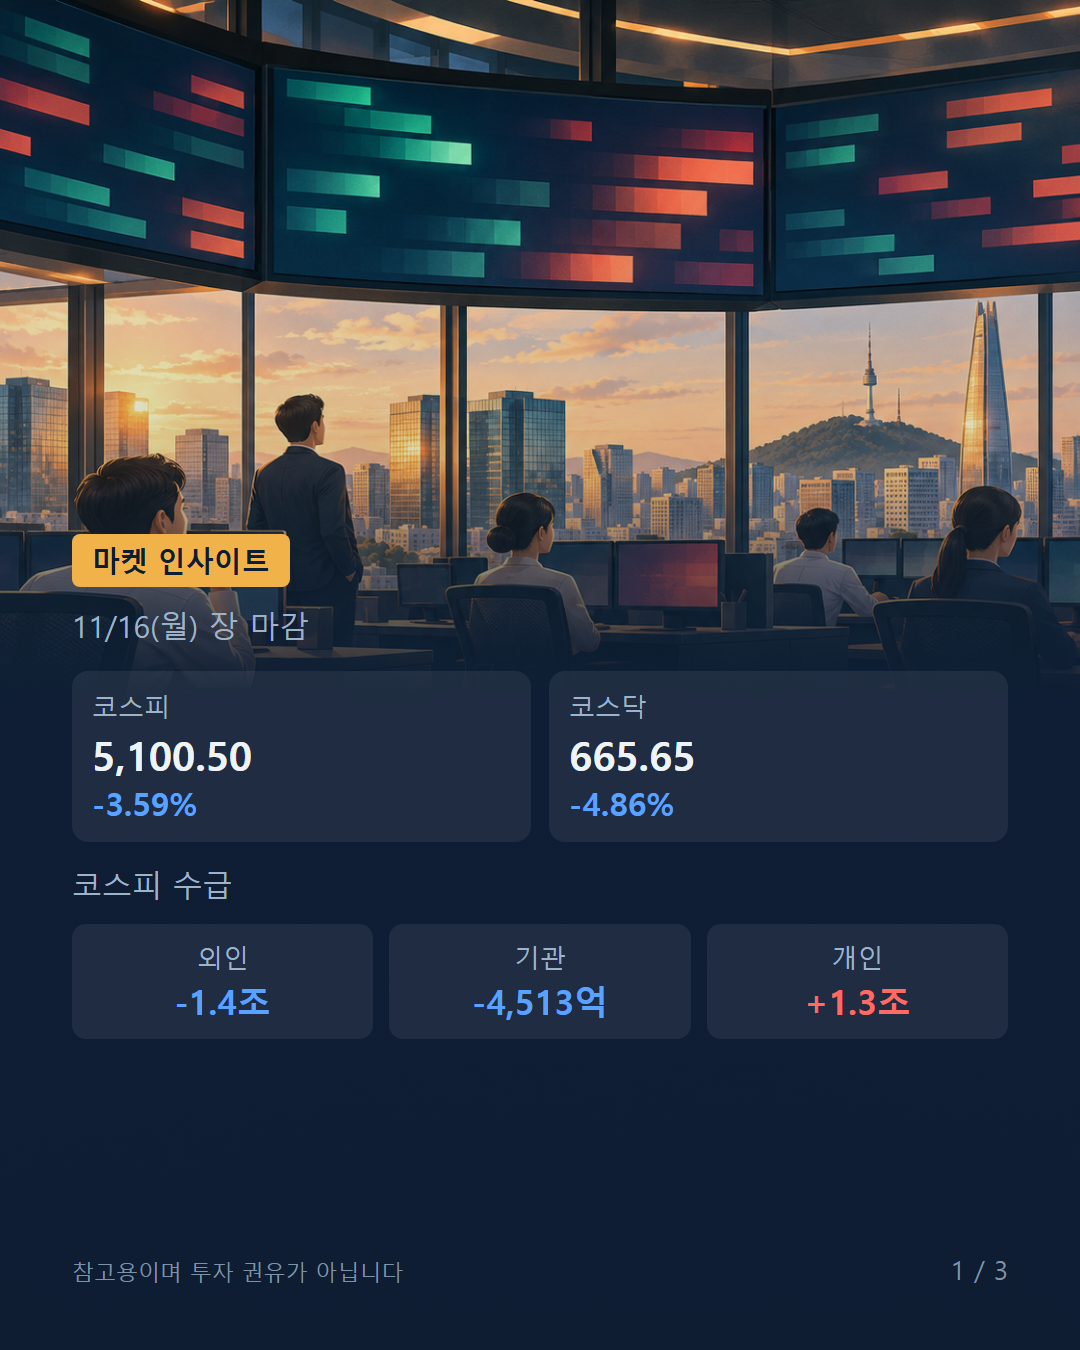 마켓 인사이트
11/16(월) 장 마감
코스피
5,100.50
-3.59%
코스닥
665.65
-4.86%
코스피 수급
외인
-1.4조
기관
-4,513억
개인
+1.3조
참고용이며 투자 권유가 아닙니다
1 / 3